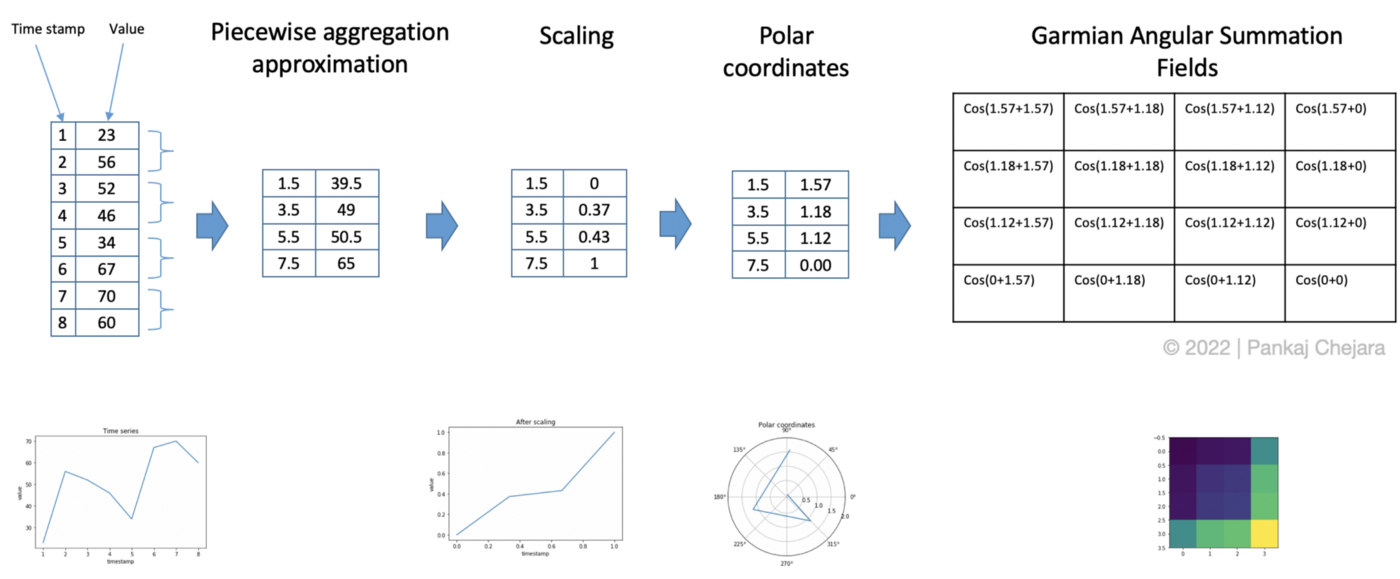 Time stamp Value
Piecewise aggregation
approximation
Scaling
Polar
coordinates
Garmian Angular Summation
Fields
1 23
2 56
3 52
4 46
5 34
6 67
7 70
8 60
1.5 39.5
3.5 49
5.5 50.5
7.5 65
1.5 0
3.5 0.37
5.5 0.43
7.5 1
1.5 1.57
3.5 1.18
5.5 1.12
7.5 0.00
Cos(1.57+1.57) Cos(1.57+1.18) Cos(1.57+1.12) Cos(1.57+0)
Cos(1.18+1.57) Cos(1.18+1.18) Cos(1.18+1.12) Cos(1.18+0)
Cos(1.12+1.57) Cos(1.12+1.18) Cos(1.12+1.12) Cos(1.12+0)
Cos(0+1.57) Cos(0+1.18) Cos(0+1.12) Cos(0+0)
© 2022 | Pankaj Chejara
Time series
70
60
50
40
30
value
1 2 3 4 5 6 7 8
timestamp
After scaling
1.0
0.8
0.6
0.4
0.2
0.0
value
0.0 0.2 0.4 0.6 0.8 1.0
timestamp
Polar coordinates
90°
135° 45°
180° 0°
0.5 1.0 1.5 2.0
225° 315°
270°
−0.5
0.0
0.5
1.0
1.5
2.0
2.5
3.0
3.5
0 1 2 3